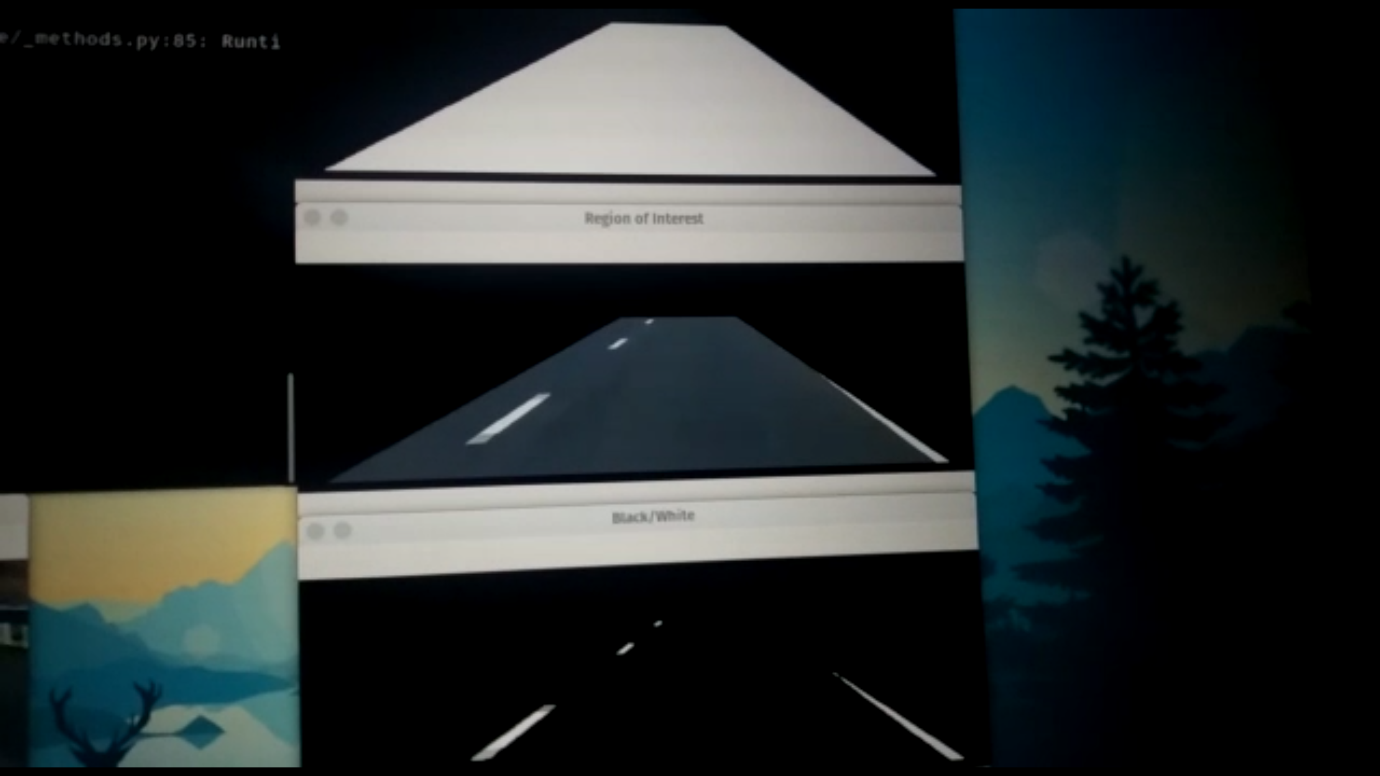 e/_methods.py:85: Runti
Region of Interest
Black/White